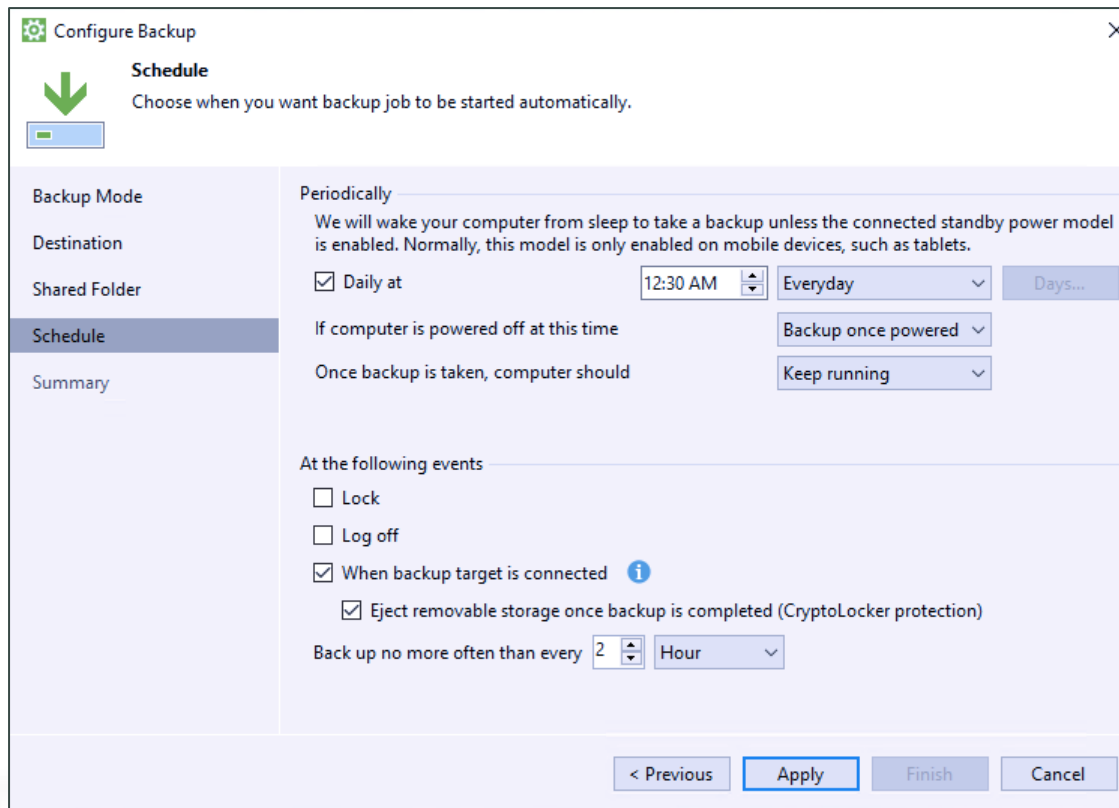 Configure Backup
Schedule
Choose when you want backup job to be started automatically.
Backup Mode
Destination
Shared Folder
Schedule
Summary
Periodically
We will wake your computer from sleep to take a backup unless the connected standby power model
is enabled. Normally, this model is only enabled on mobile devices, such as tablets.
Daily at 12:30 AM Everyday Days...
If computer is powered off at this time Backup once powered
Once backup is taken, computer should Keep running
At the following events
Lock
Log off
When backup target is connected
Eject removable storage once backup is completed (CryptoLocker protection)
Back up no more often than every 2 Hour
< Previous Apply Finish Cancel